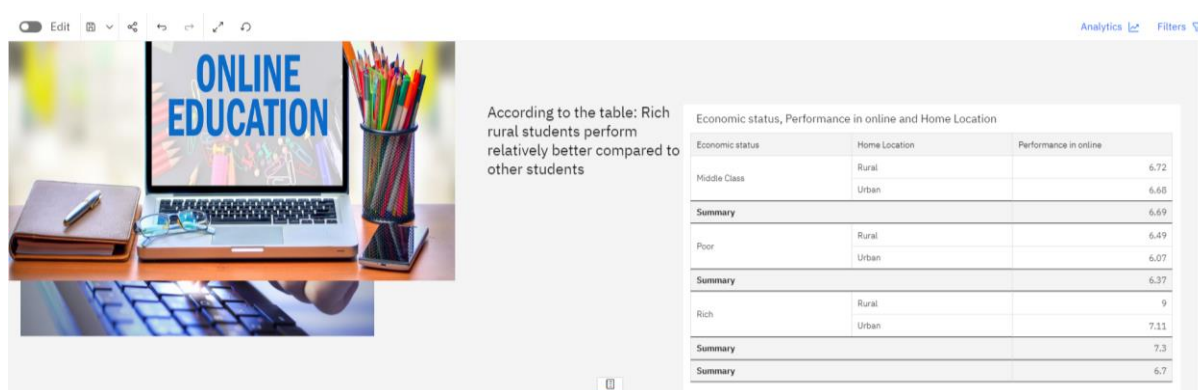 Edit
Analytics
Filters
ONLINE
EDUCATION
According to the table: Rich
rural students perform
relatively better compared to
other students
Economic status, Performance in online and Home Location
Economic status Home Location Performance in online
Middle Class Rural 6.72
Urban 6.68
Summary 6.69
Poor Rural 6.49
Urban 6.07
Summary 6.37
Rich Rural 9
Urban 7.11
Summary 7.3
Summary 6.7